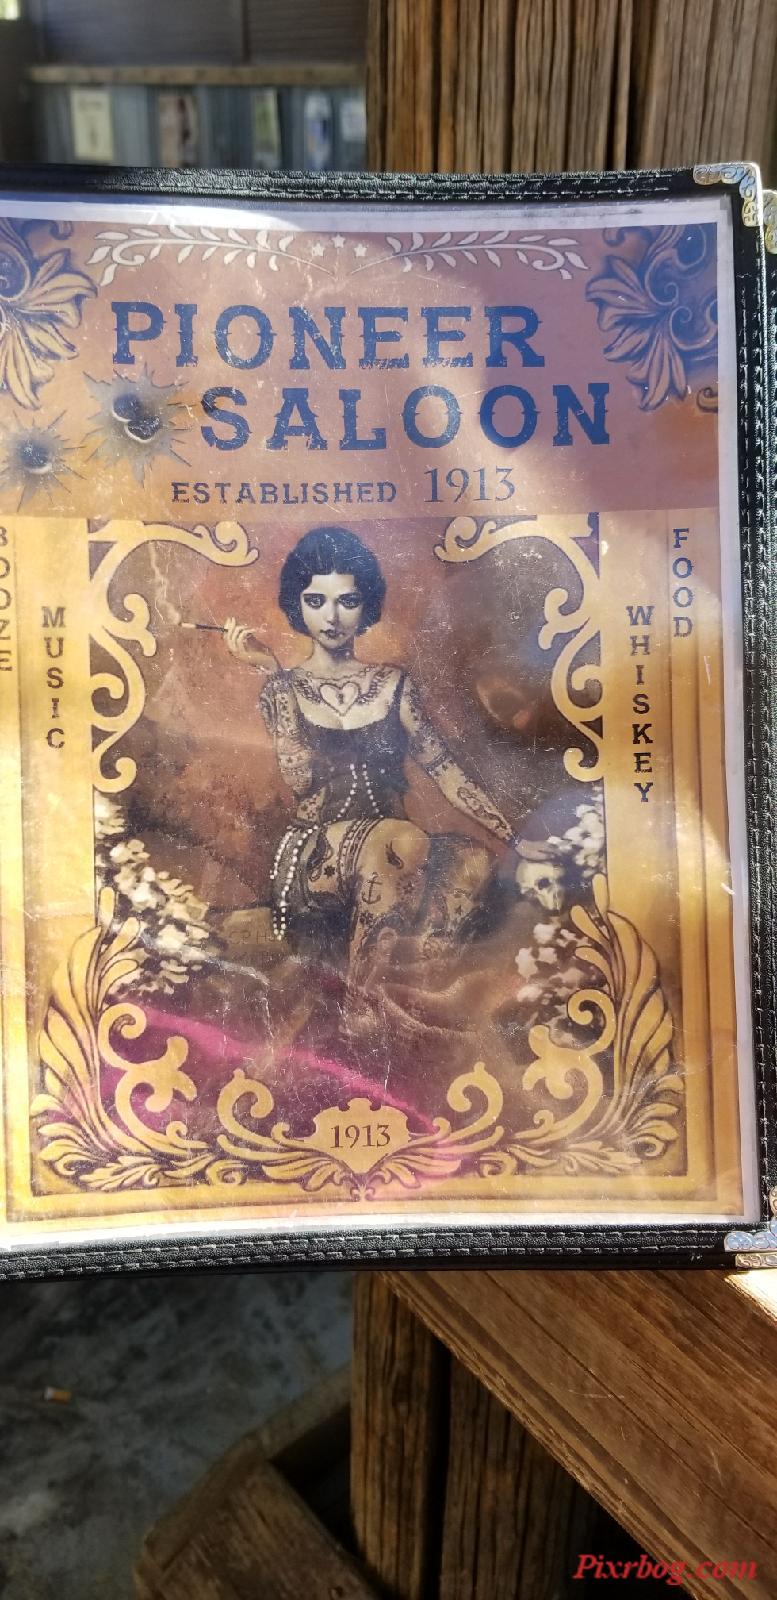 PIONEER
SALOON
ESTABLISHED 1913
BOOZE
MUSIC
WHISKEY
FOOD
1913
Pixrbog.com